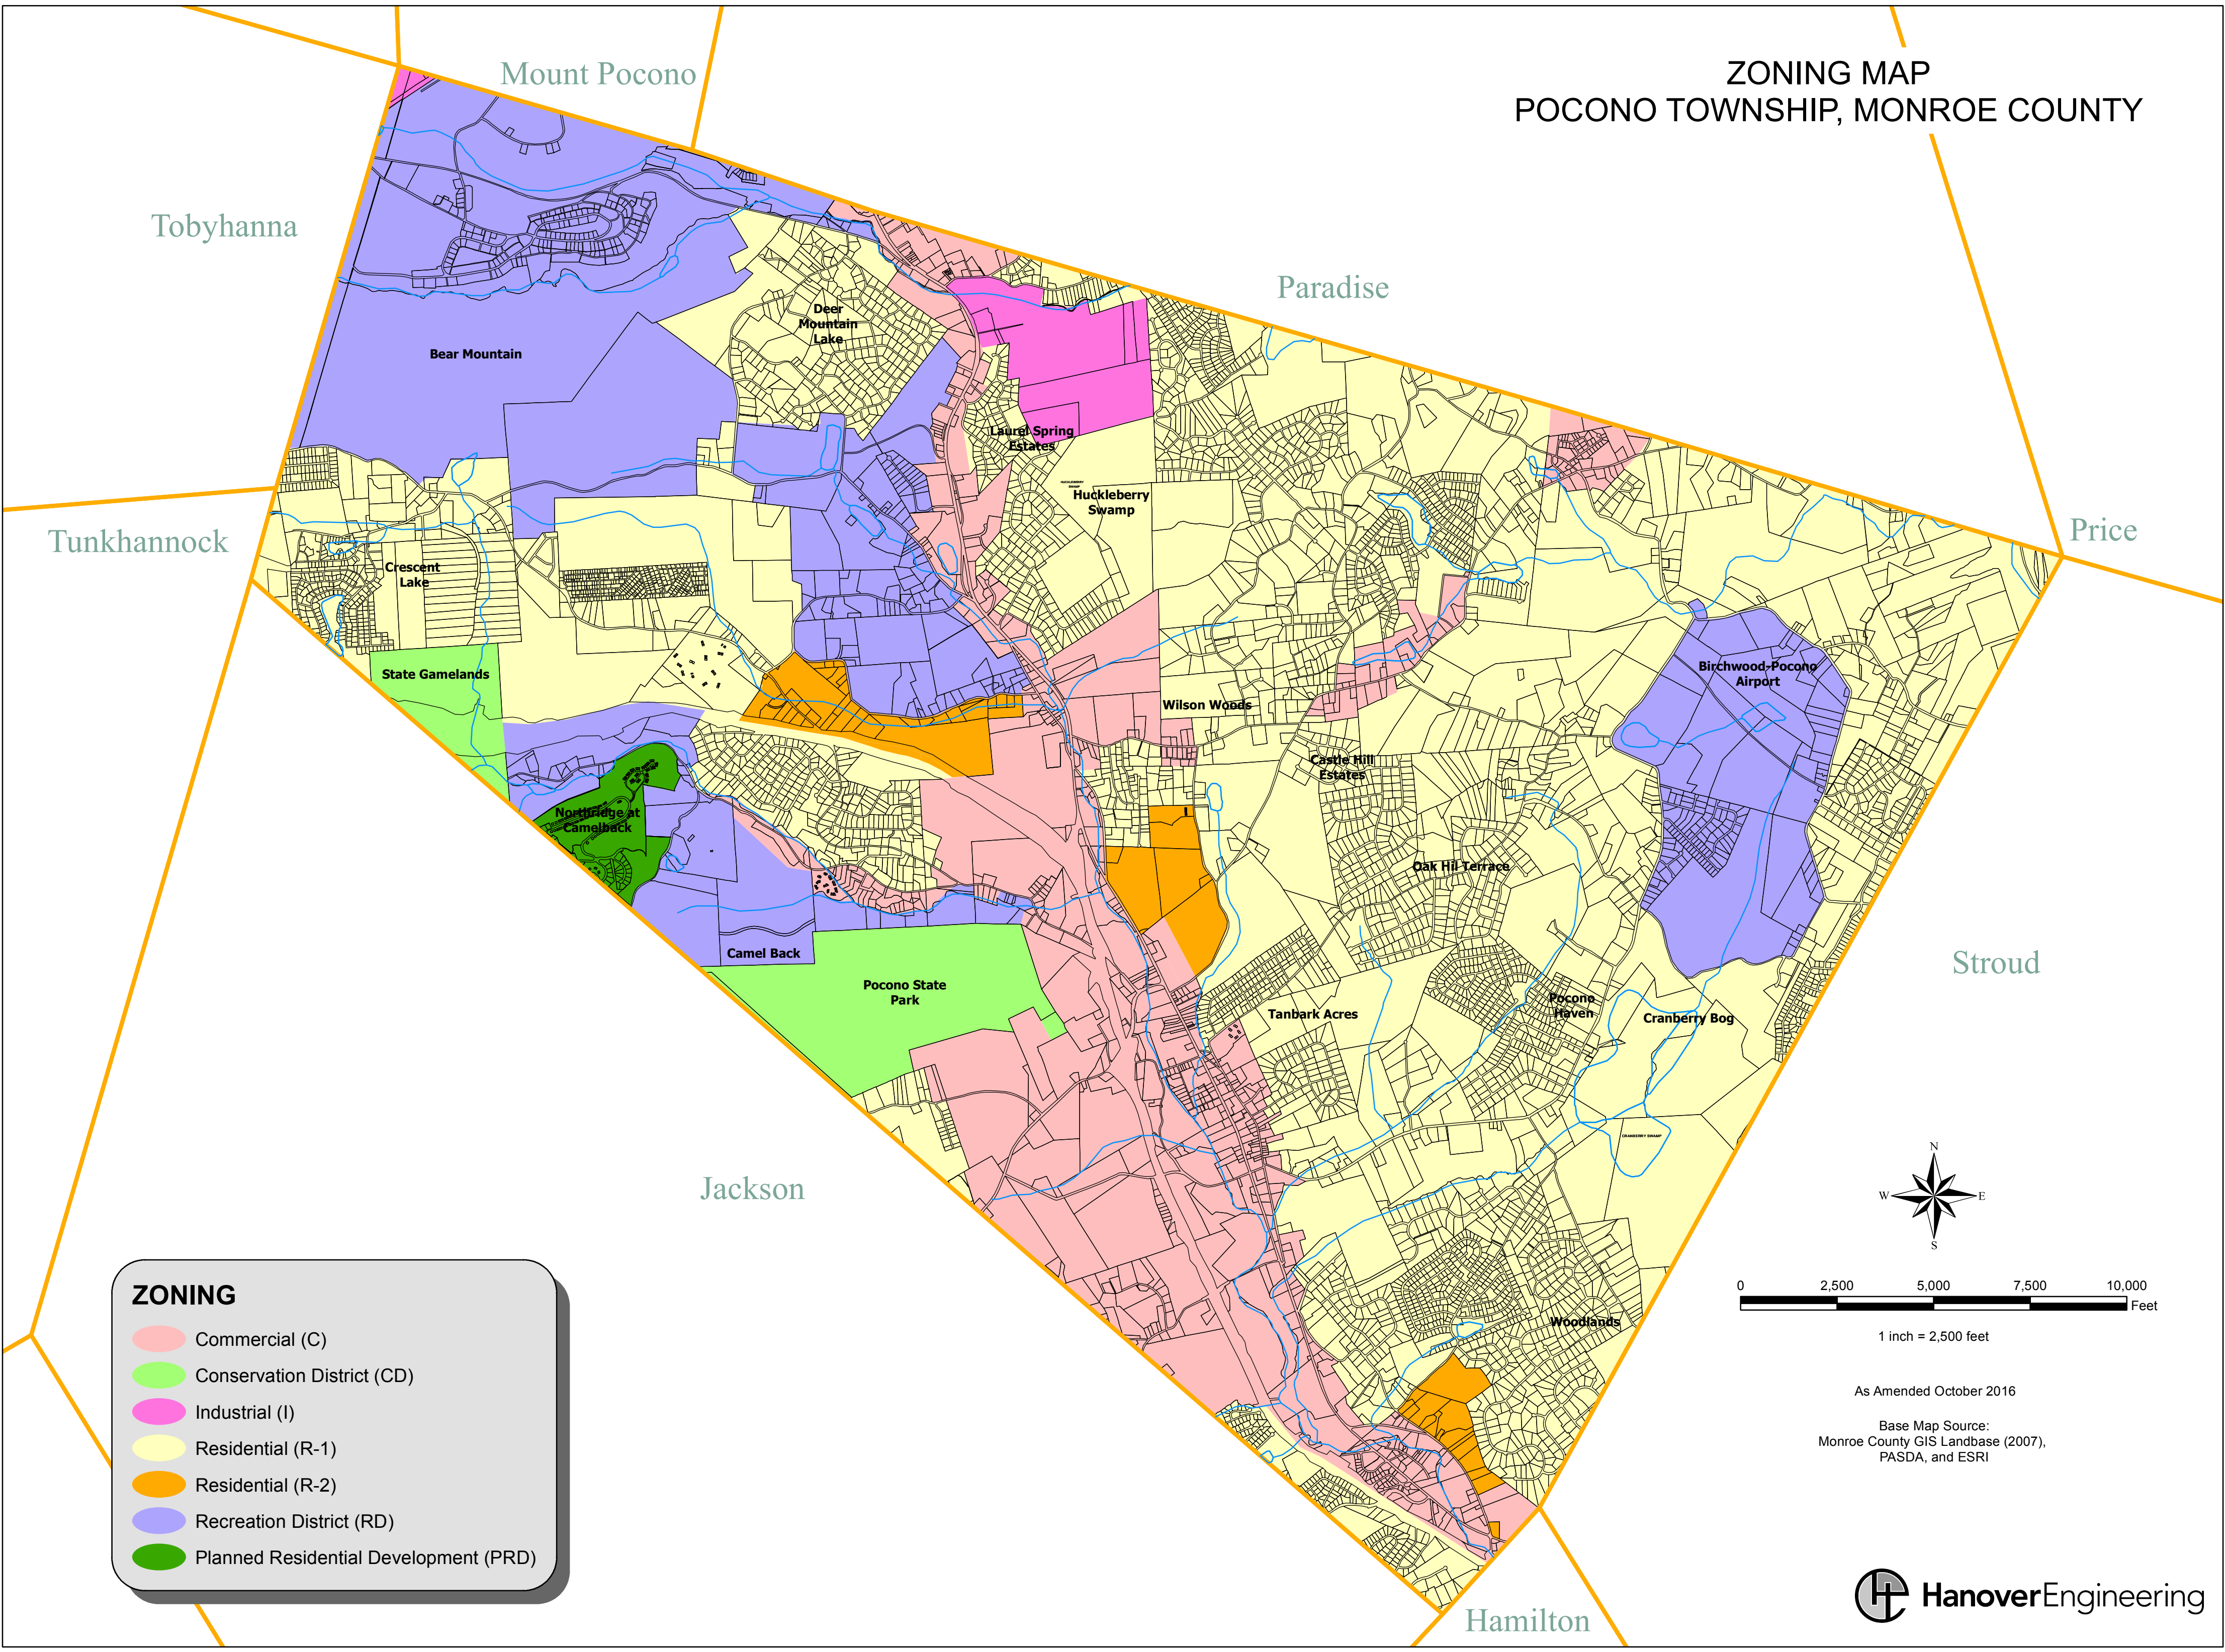 ZONING MAP
POCONO TOWNSHIP, MONROE COUNTY
Mount Pocono
Tobyhanna
Paradise
Tunkhannock
Price
Stroud
Jackson
Hamilton
Deer
Mountain
Lake
Bear Mountain
Laurel Spring
Estates
HUCKLEBERRY
SWAMP
Huckleberry
Swamp
Crescent
Lake
State Gamelands
Birchwood-Pocono
Airport
Wilson Woods
Castle Hill
Estates
Northridge at
Camelback
Oak Hil Terrace
Camel Back
Pocono State
Park
Pocono
Haven
Tanbark Acres
Cranberry Bog
CRANBERRY SWAMP
Woodlands
N
W
E
S
0
2,500
5,000
7,500
10,000
Feet
1 inch = 2,500 feet
As Amended October 2016
Base Map Source:
Monroe County GIS Landbase (2007),
PASDA, and ESRI
ZONING
Commercial (C)
Conservation District (CD)
Industrial (I)
Residential (R-1)
Residential (R-2)
Recreation District (RD)
Planned Residential Development (PRD)
HanoverEngineering